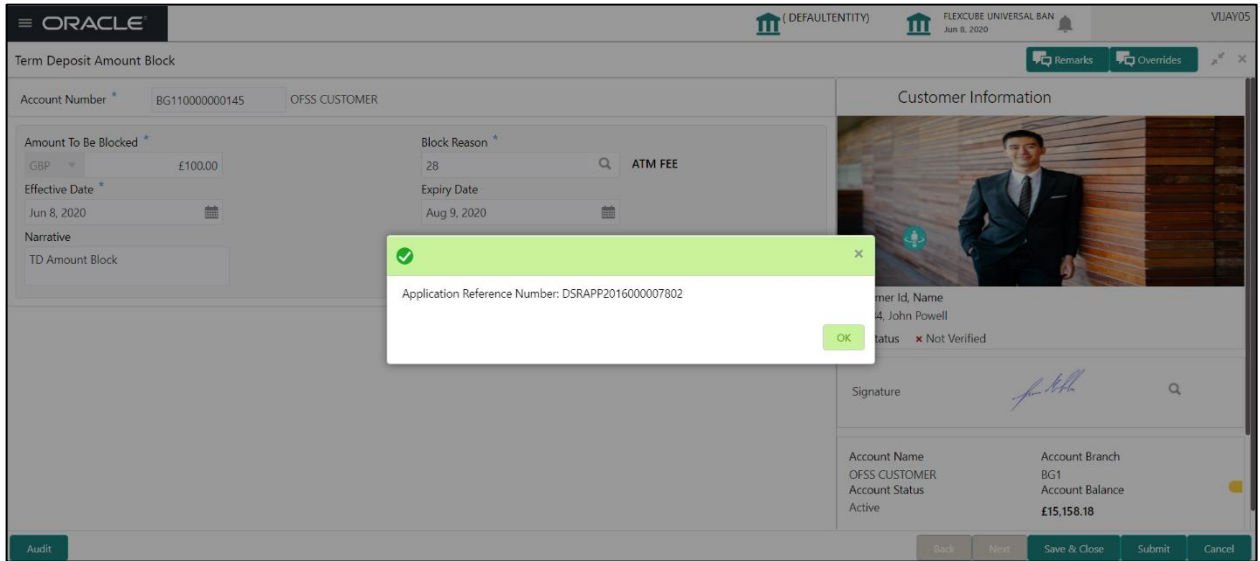 ORACLE
( DEFAULTENTITY)
FLEXCUBE UNIVERSAL BAN
Jun 8, 2020
VIJAY05
Term Deposit Amount Block
Remarks
Overrides
Account Number *
BG110000000145
OFSS CUSTOMER
Amount To Be Blocked *
GBP
£100.00
Block Reason *
28
ATM FEE
Effective Date *
Jun 8, 2020
Expiry Date
Aug 9, 2020
Narrative
TD Amount Block
Application Reference Number: DSRAPP2016000007802
OK
Customer Information
mer Id, Name
4, John Powell
tatus × Not Verified
Signature
Account Name
Account Branch
OFSS CUSTOMER
BG1
Account Status
Account Balance
Active
£15,158.18
Audit
Back
Next
Save & Close
Submit
Cancel